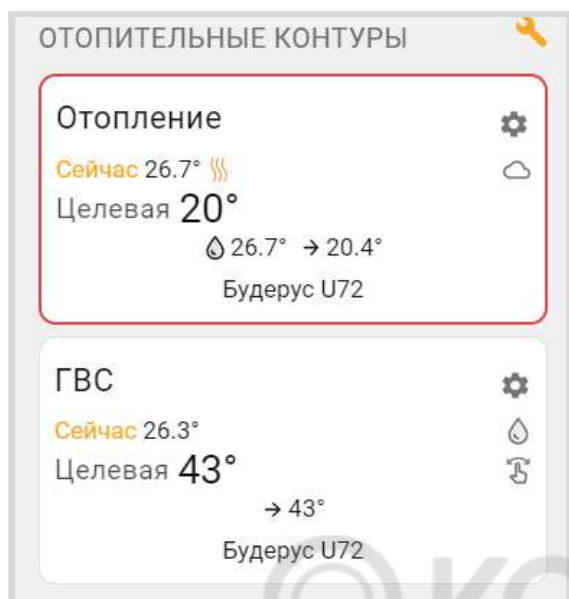 ОТОПИТЕЛЬНЫЕ КОНТУРЫ
Отопление
Сейчас 26.7°
Целевая 20°
26.7° → 20.4°
Будерус U72
ГВС
Сейчас 26.3°
Целевая 43°
→ 43°
Будерус U72